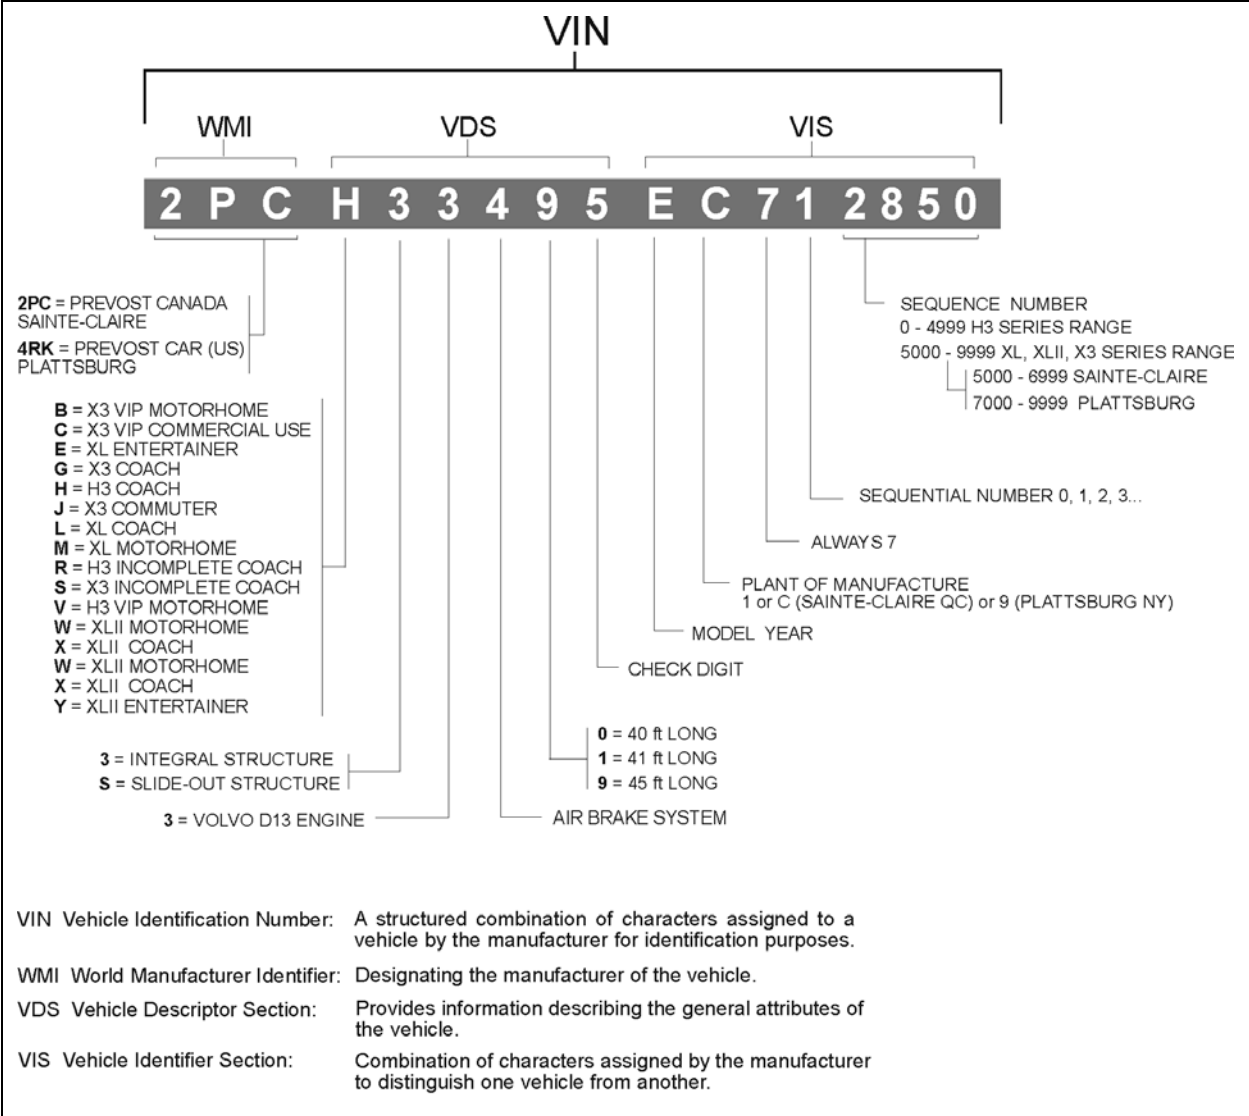 VIN
WMI
VDS
VIS
2 P C H 3 3 4 9 5 E C 7 1 2 8 5 0
2PC = PREVOST CANADA
SAINTE-CLAIRE
4RK = PREVOST CAR (US)
PLATTSBURG
B = X3 VIP MOTORHOME
C = X3 VIP COMMERCIAL USE
E = XL ENTERTAINER
G = X3 COACH
H = H3 COACH
J = X3 COMMUTER
L = XL COACH
M = XL MOTORHOME
R = H3 INCOMPLETE COACH
S = X3 INCOMPLETE COACH
V = H3 VIP MOTORHOME
W = XLII MOTORHOME
X = XLII COACH
W = XLII MOTORHOME
X = XLII COACH
Y = XLII ENTERTAINER
3 = INTEGRAL STRUCTURE
S = SLIDE-OUT STRUCTURE
3 = VOLVO D13 ENGINE
AIR BRAKE SYSTEM
0 = 40 ft LONG
1 = 41 ft LONG
9 = 45 ft LONG
CHECK DIGIT
MODEL YEAR
PLANT OF MANUFACTURE
1 or C (SAINTE-CLAIRE QC) or 9 (PLATTSBURG NY)
ALWAYS 7
SEQUENTIAL NUMBER 0, 1, 2, 3...
SEQUENCE NUMBER
0 - 4999 H3 SERIES RANGE
5000 - 9999 XL, XLII, X3 SERIES RANGE
5000 - 6999 SAINTE-CLAIRE
7000 - 9999 PLATTSBURG
VIN Vehicle Identification Number: A structured combination of characters assigned to a
vehicle by the manufacturer for identification purposes.
WMI World Manufacturer Identifier: Designating the manufacturer of the vehicle.
VDS Vehicle Descriptor Section: Provides information describing the general attributes of
the vehicle.
VIS Vehicle Identifier Section: Combination of characters assigned by the manufacturer
to distinguish one vehicle from another.